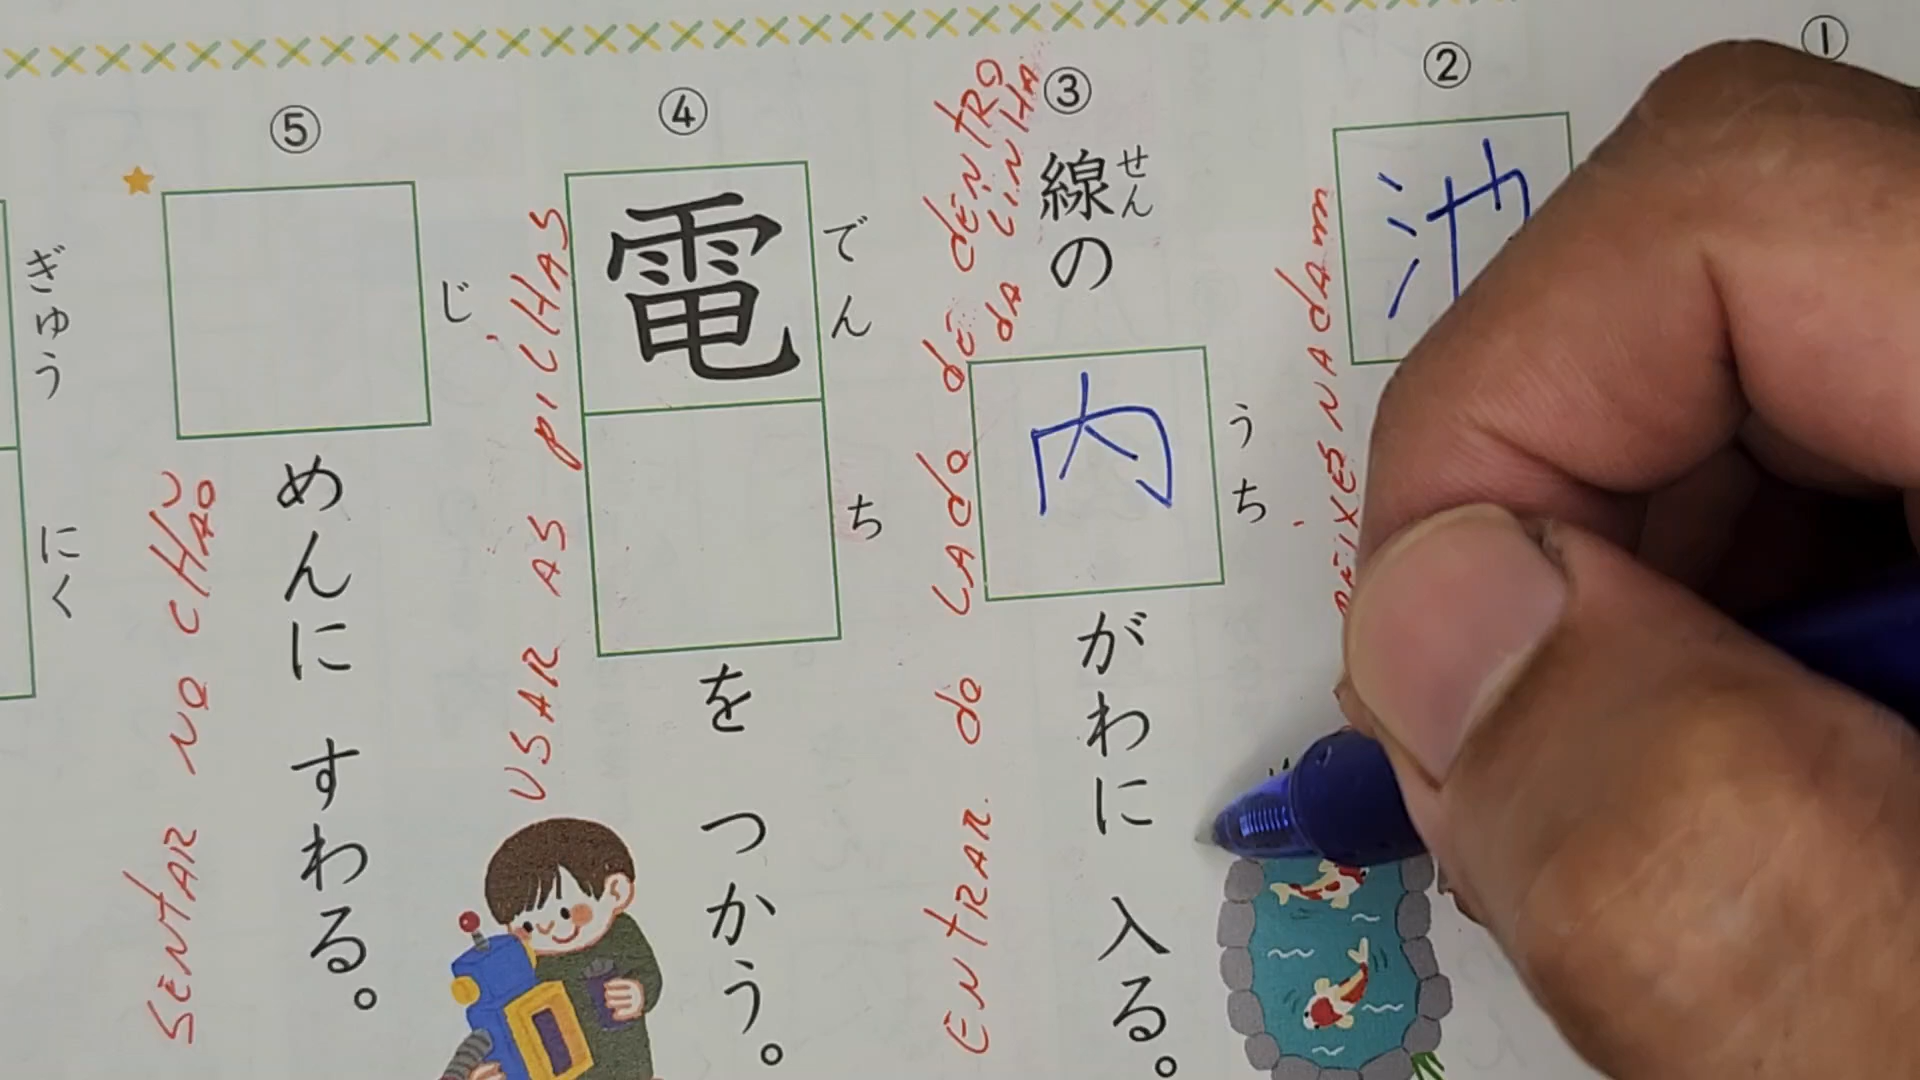 ①
②
池
PEIXES NADAM
③
線の内がわに 入る。
せん
うち
ENTRAR do LAdo dE dENtRO
dA LiNHA
④
電 を つかう。
でん
ち
USAR AS PiLHAS
⑤
めんに すわる。
じ
SENtAR NO CHÃO
ぎゅう
にく